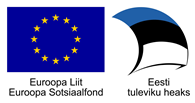 Euroopa Liit
Euroopa Sotsiaalfond
Eesti
tuleviku heaks